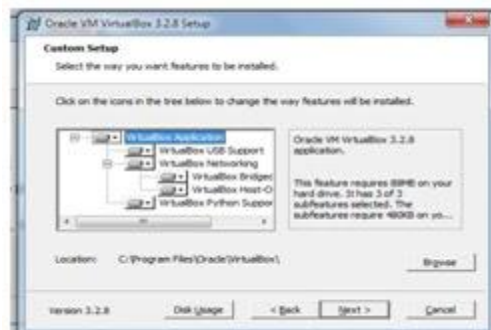 Oracle VM VirtualBox 3.2.8 Setup
Custom Setup
Select the way you want features to be installed.
Click on the icons in the tree below to change the way features will be installed.
VirtualBox Application
VirtualBox USB Support
VirtualBox Networking
VirtualBox Bridged
VirtualBox Host-O
VirtualBox Python Suppor
Oracle VM VirtualBox 3.2.8
application.
This feature requires 88MB on your
hard drive. It has 3 of 3
subfeatures selected. The
subfeatures require 480KB on yo...
Location: C:\Program Files\Oracle\VirtualBox\
Browse
Version 3.2.8
Disk Usage
< Back
Next >
Cancel